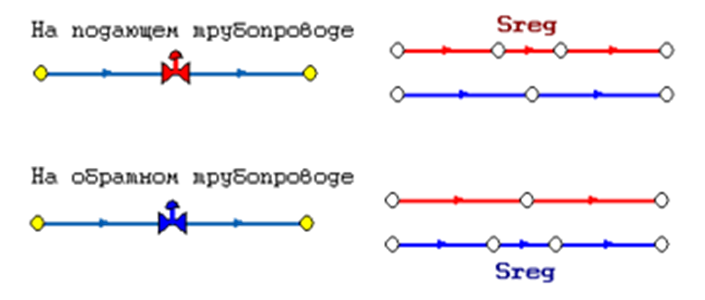 На подающем трубопроводе
Sreg
На обратном трубопроводе
Sreg